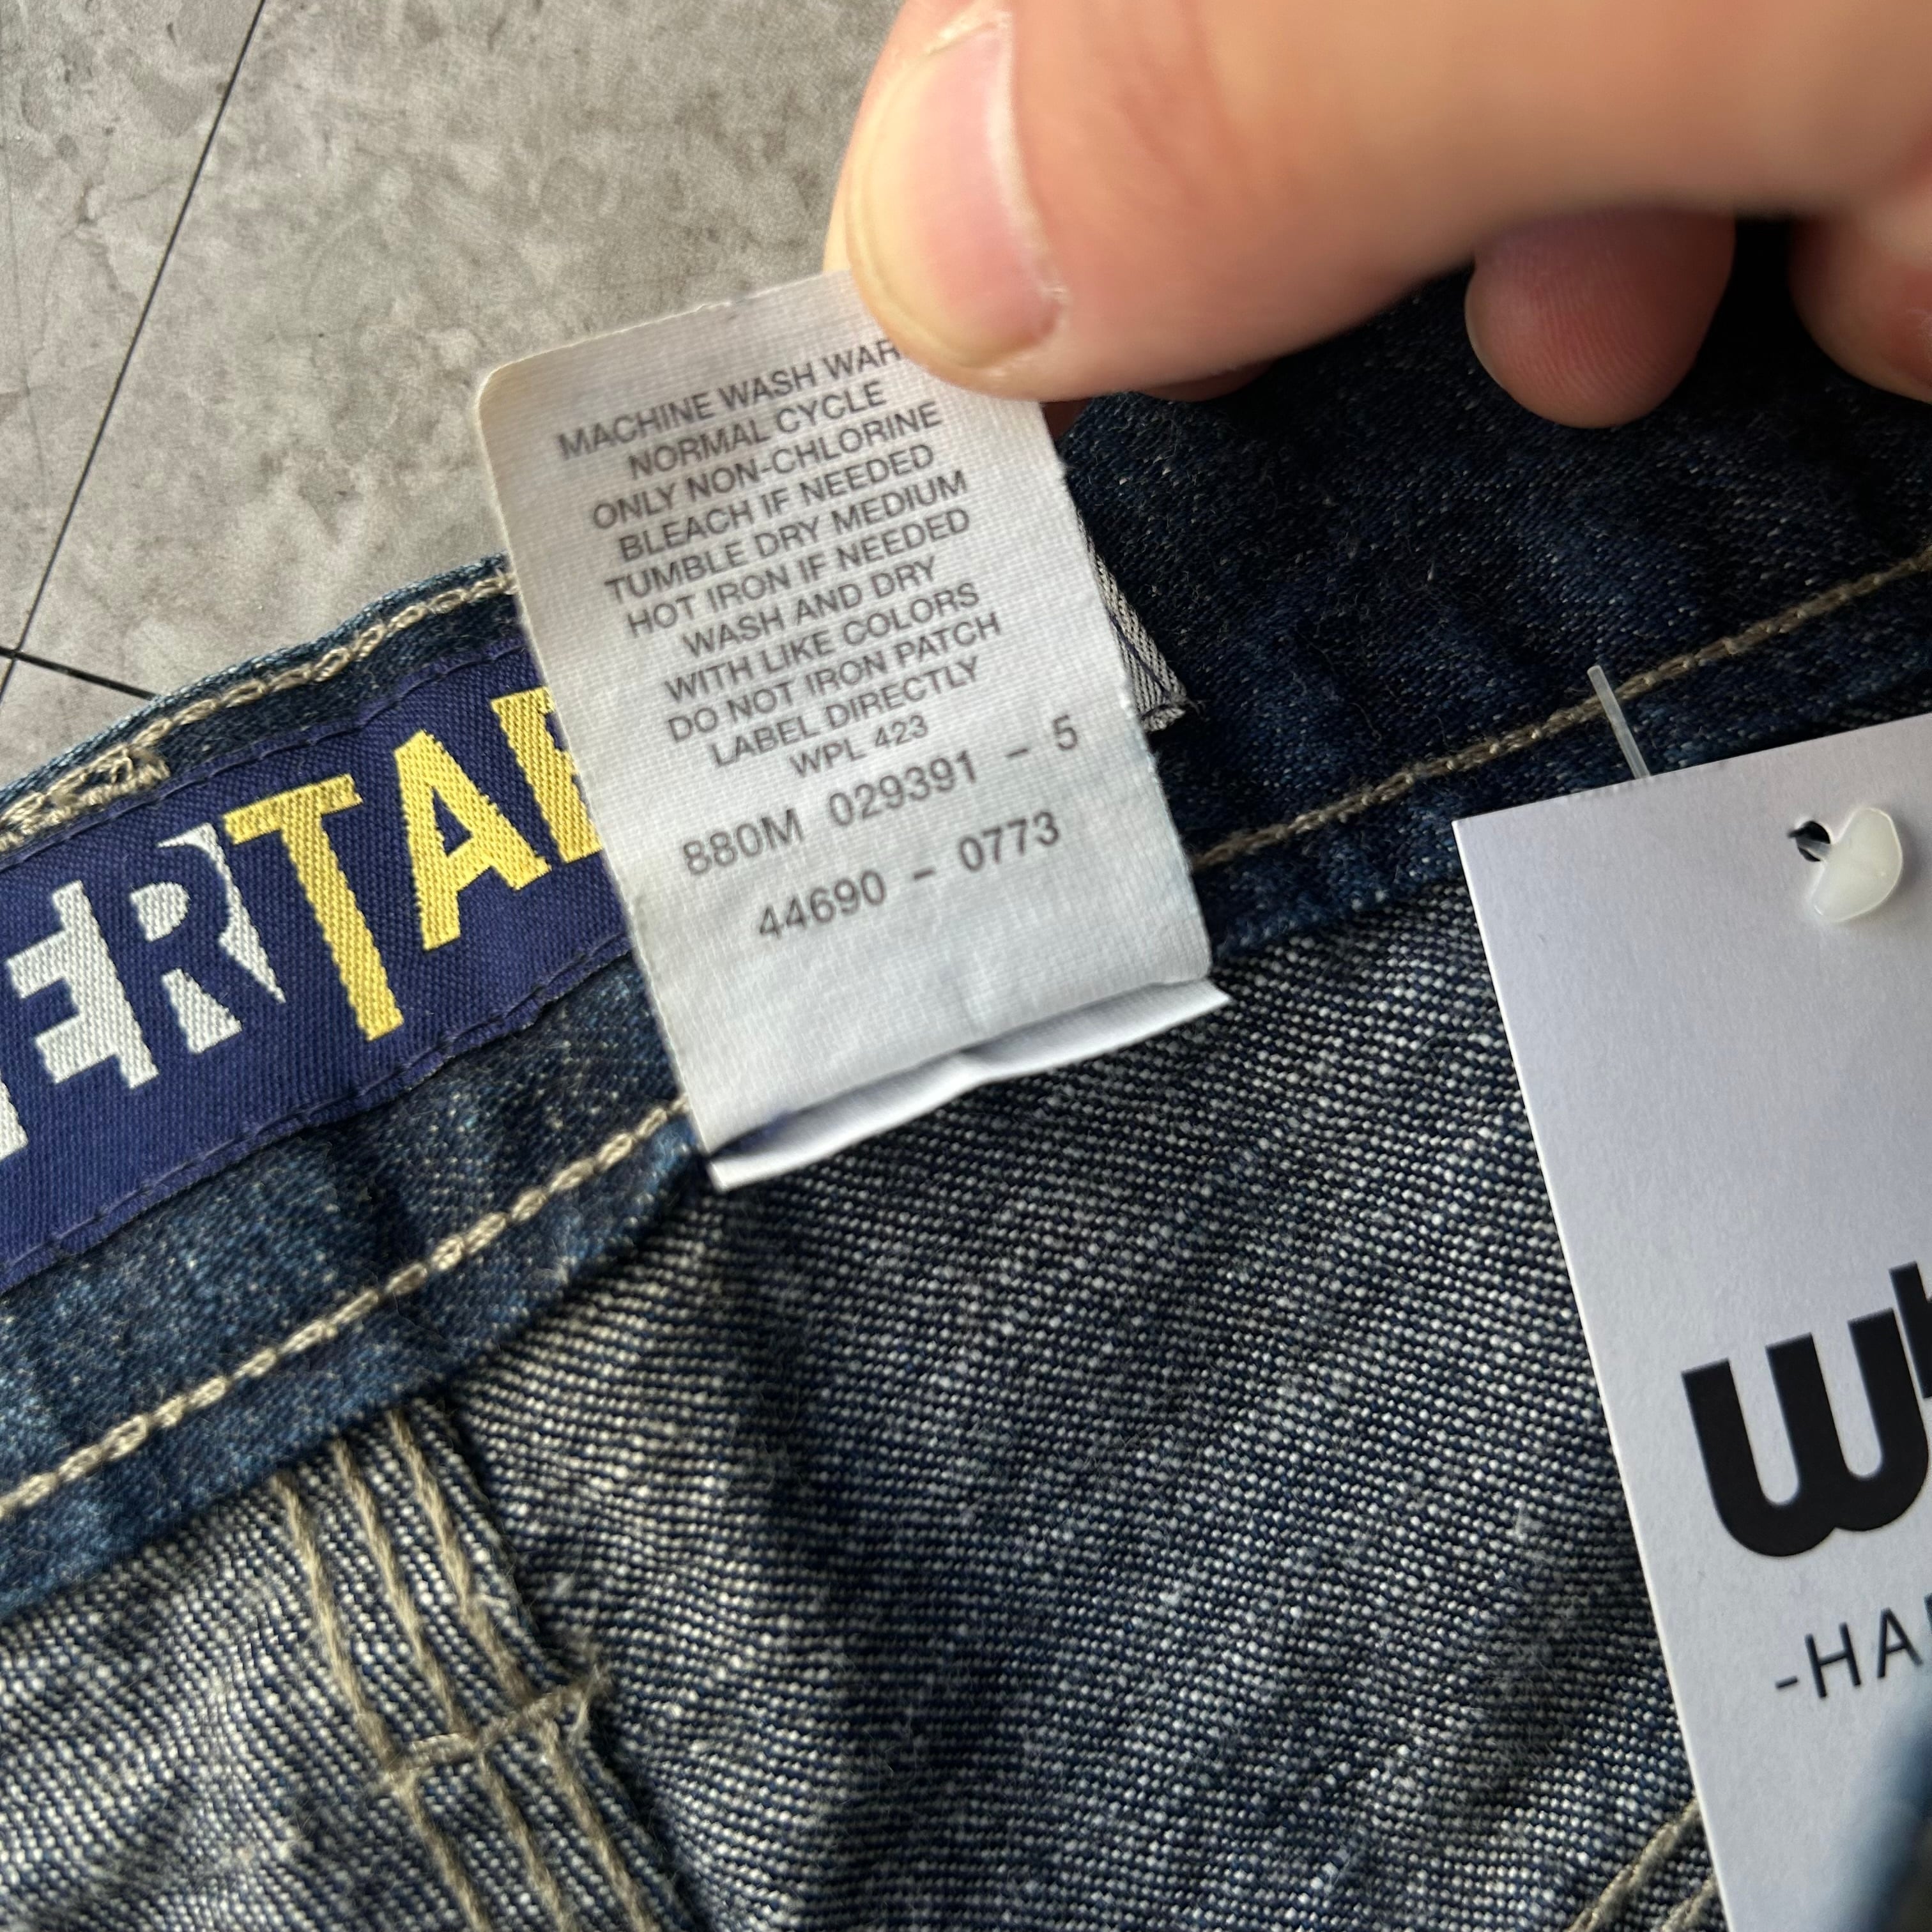 MACHINE WASH WAR
NORMAL CYCLE
ONLY NON-CHLORINE
BLEACH IF NEEDED
TUMBLE DRY MEDIUM
HOT IRON IF NEEDED
WASH AND DRY
WITH LIKE COLORS
DO NOT IRON PATCH
LABEL DIRECTLY
WPL 423
880M 029391 - 5
44690 - 0773
ERTAB
-HA